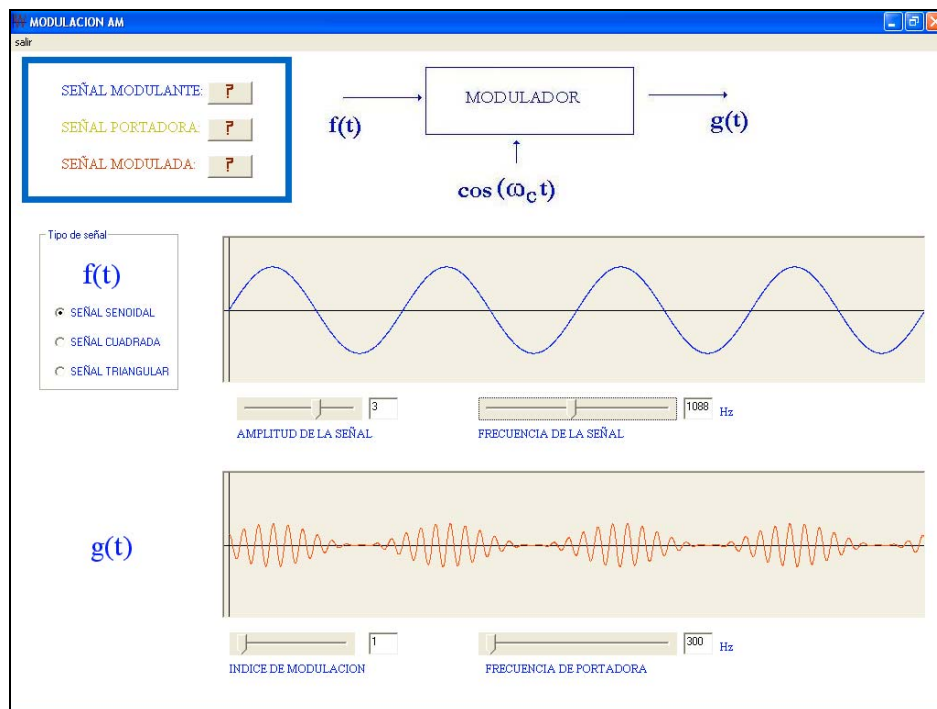 MODULACION AM
salir
SEÑAL MODULANTE: ?
SEÑAL PORTADORA: ?
SEÑAL MODULADA: ?
MODULADOR
f(t)
g(t)
cos (ω_c t)
Tipo de señal
f(t)
SEÑAL SENOIDAL
SEÑAL CUADRADA
SEÑAL TRIANGULAR
3
1088 Hz
AMPLITUD DE LA SEÑAL
FRECUENCIA DE LA SEÑAL
g(t)
1
300 Hz
INDICE DE MODULACION
FRECUENCIA DE PORTADORA